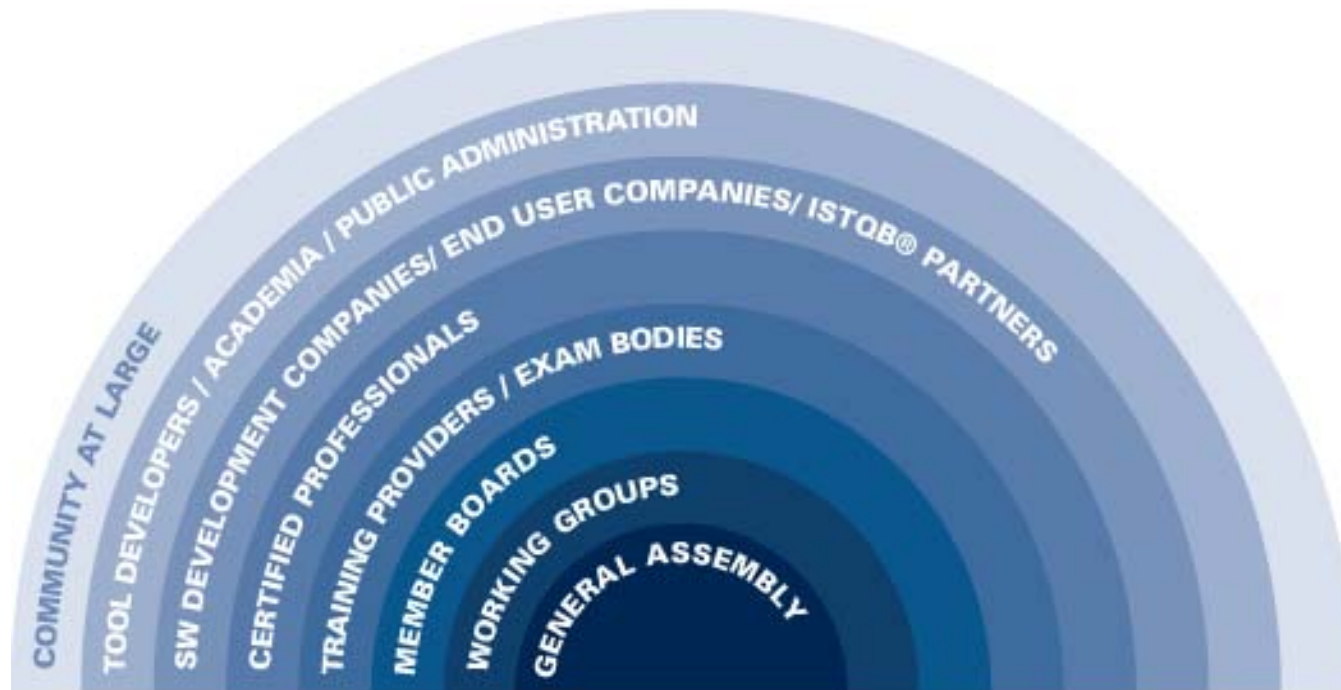 COMMUNITY AT LARGE
TOOL DEVELOPERS / ACADEMIA / PUBLIC ADMINISTRATION
SW DEVELOPMENT COMPANIES/ END USER COMPANIES/ ISTQB® PARTNERS
CERTIFIED PROFESSIONALS
TRAINING PROVIDERS / EXAM BODIES
MEMBER BOARDS
WORKING GROUPS
GENERAL ASSEMBLY